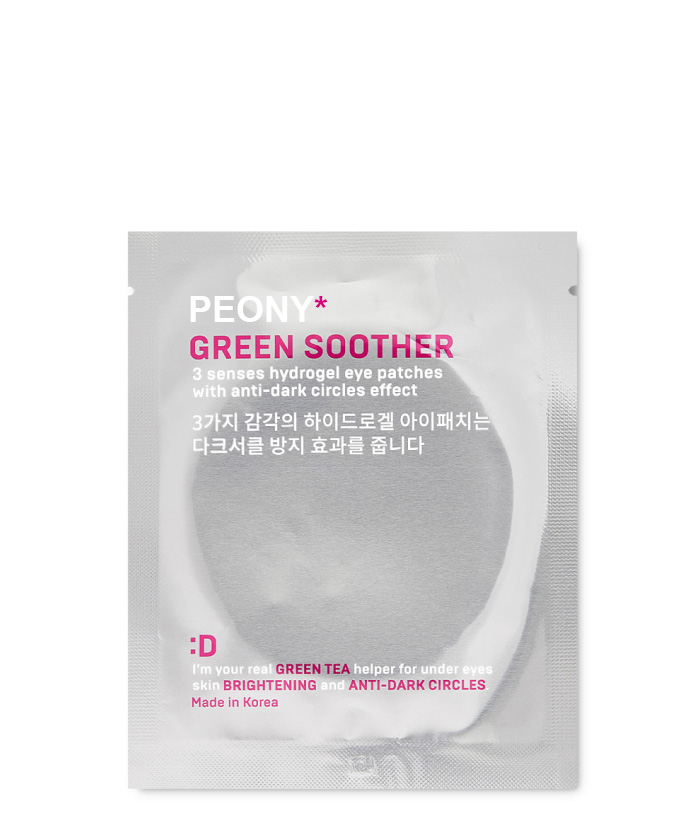 PEONY*
GREEN SOOTHER
3 senses hydrogel eye patches
with anti-dark circles effect
3가지 감각의 하이드로겔 아이패치는
다크서클 방지 효과를 줍니다
:D
I'm your real GREEN TEA helper for under eyes
skin BRIGHTENING and ANTI-DARK CIRCLES
Made in Korea